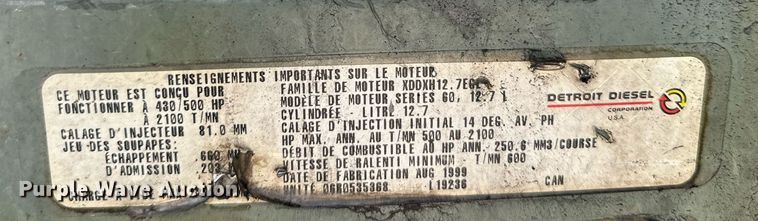 RENSEIGNEMENTS IMPORTANTS SUR LE MOTEUR
CE MOTEUR EST CONÇU POUR
FONCTIONNER À 430/500 HP
À 2100 T/MN
CALAGE D'INJECTEUR 81.0 MM
JEU DES SOUPAPES:
ÉCHAPPEMENT
D'ADMISSION
CHARGE
FAMILLE DE MOTEUR
MODÈLE DE MOTEUR SERIES 60, 12.7
CYLINDRÉE - LITRE 12.7
CALAGE D'INJECTION INITIAL 14 DEG. AV. PH
HP MAX. ANN. AU T/MN 500 AU 2100
DÉBIT DE COMBUSTIBLE AU HP ANN. 250.6 MM3/COURSE
VITESSE DE RALENTI MINIMUM - T/MN 600
DATE DE FABRICATION AUG 1999
UNITÉ 06R0535368 L19236 CAN
DETROIT DIESEL
CORPORATION
U.S.A
Purple Wave Auction